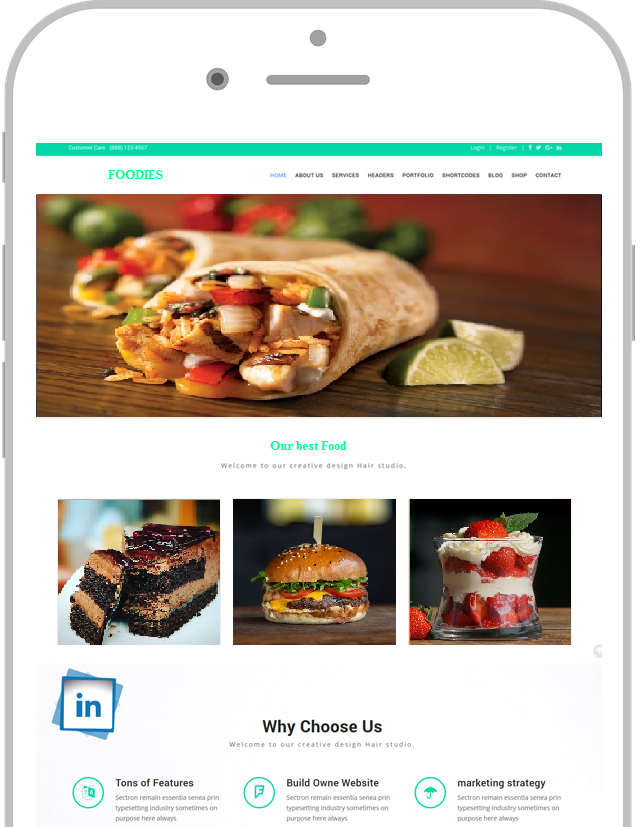 Customer Care (888) 123-4567
Login | Register |
FOODIES
HOME ABOUT US SERVICES HEADERS PORTFOLIO SHORTCODES BLOG SHOP CONTACT
Our best Food
Welcome to our creative design Hair studio.
in
Why Choose Us
Welcome to our creative design Hair studio.
Tons of Features
Sectron remain essentia senea prin
typesetting industry sometimes on
purpose here always
Build Owne Website
Sectron remain essentia senea prin
typesetting industry sometimes on
purpose here always
marketing strategy
Sectron remain essentia senea prin
typesetting industry sometimes on
purpose here always